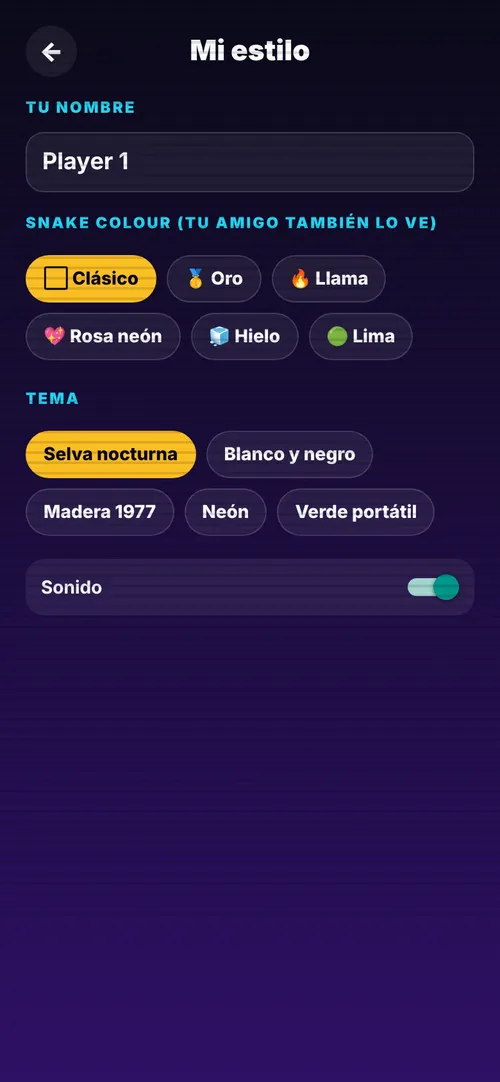 Mi estilo
TU NOMBRE
Player 1
SNAKE COLOUR (TU AMIGO TAMBIÉN LO VE)
Clásico
Oro
Llama
Rosa neón
Hielo
Lima
TEMA
Selva nocturna
Blanco y negro
Madera 1977
Neón
Verde portátil
Sonido